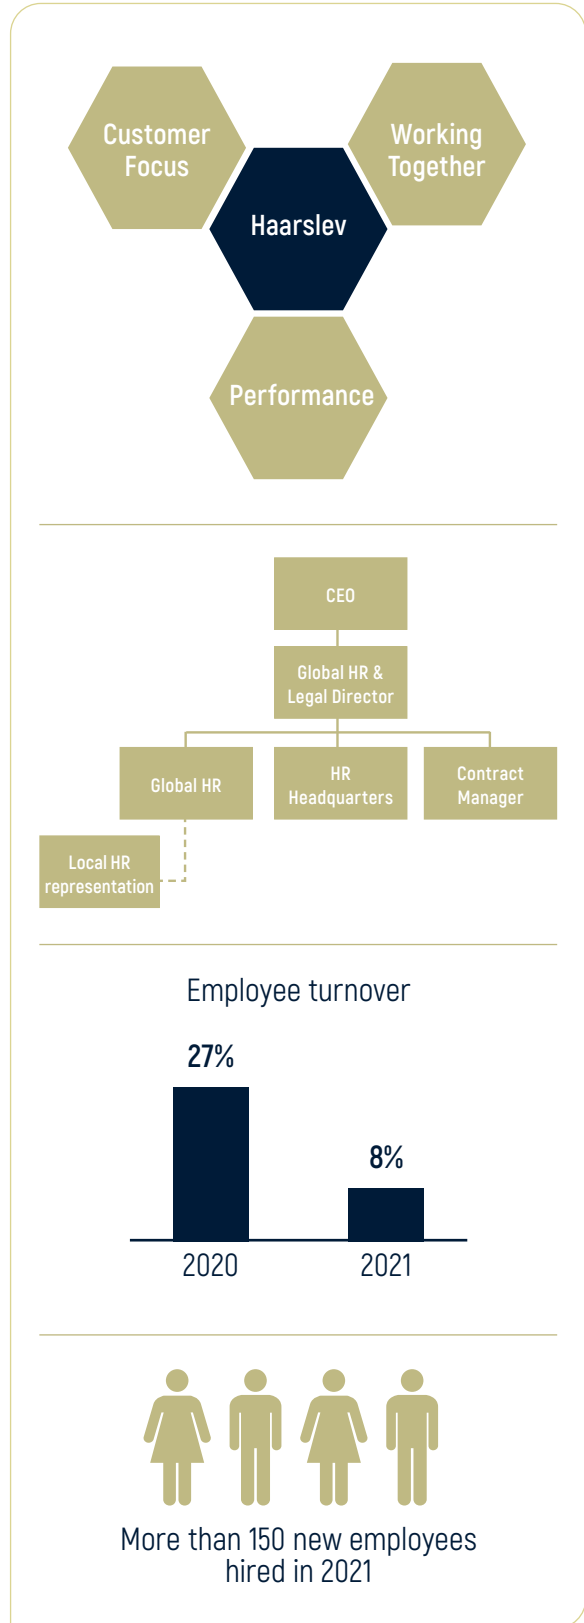 Customer
Focus
Working
Together
Haarslev
Performance
CEO
Global HR &
Legal Director
Global HR
HR
Headquarters
Contract
Manager
Local HR
representation
Employee turnover
27%
8%
2020
2021
More than 150 new employees
hired in 2021